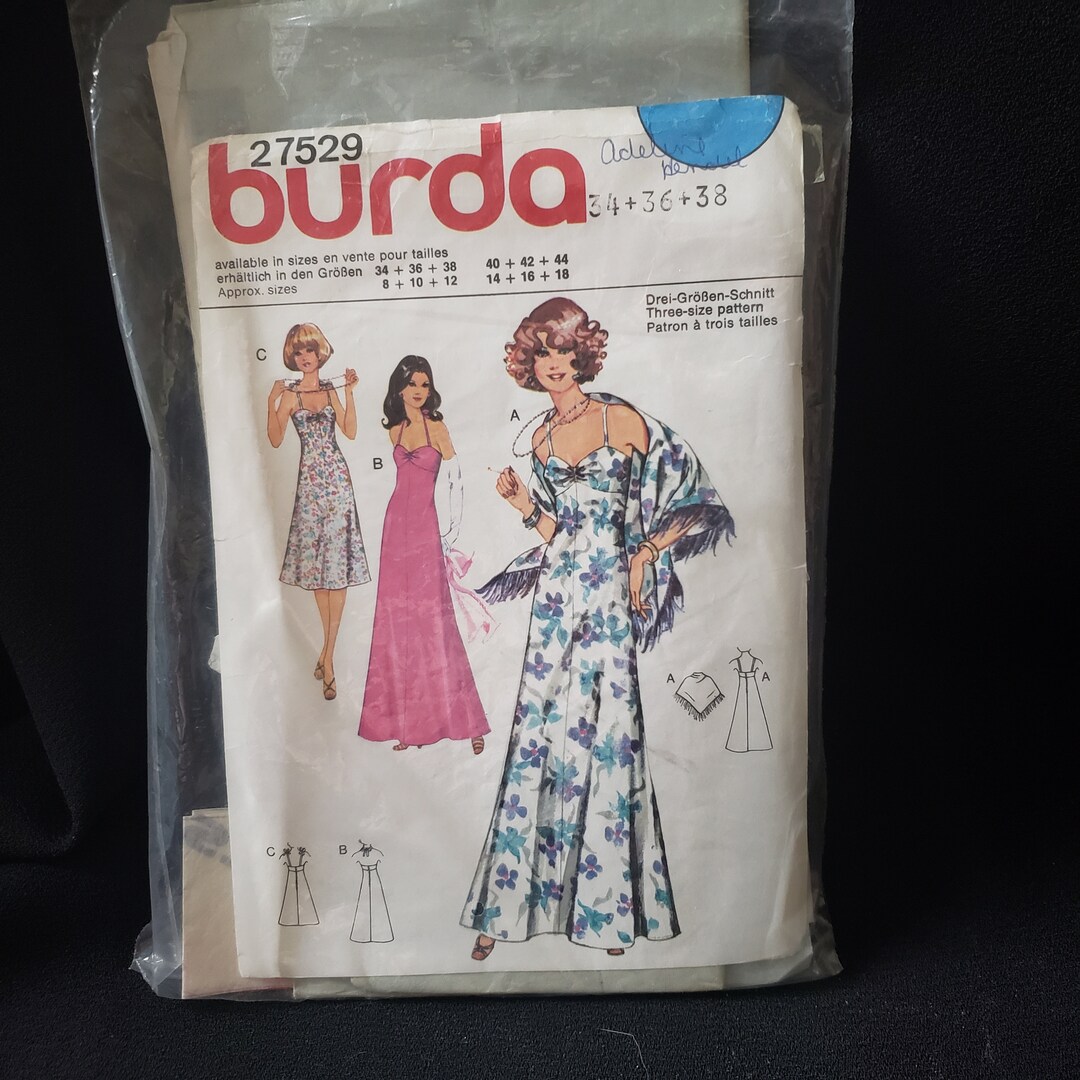 27529
burda
Adeline
34+36+38
available in sizes en vente pour tailles
erhältlich in den Größen 34 + 36 + 38 40 + 42 + 44
Approx. sizes 8 + 10 + 12 14 + 16 + 18
Drei-Größen-Schnitt
Three-size pattern
Patron à trois tailles
C
B
A
A
A
C
B